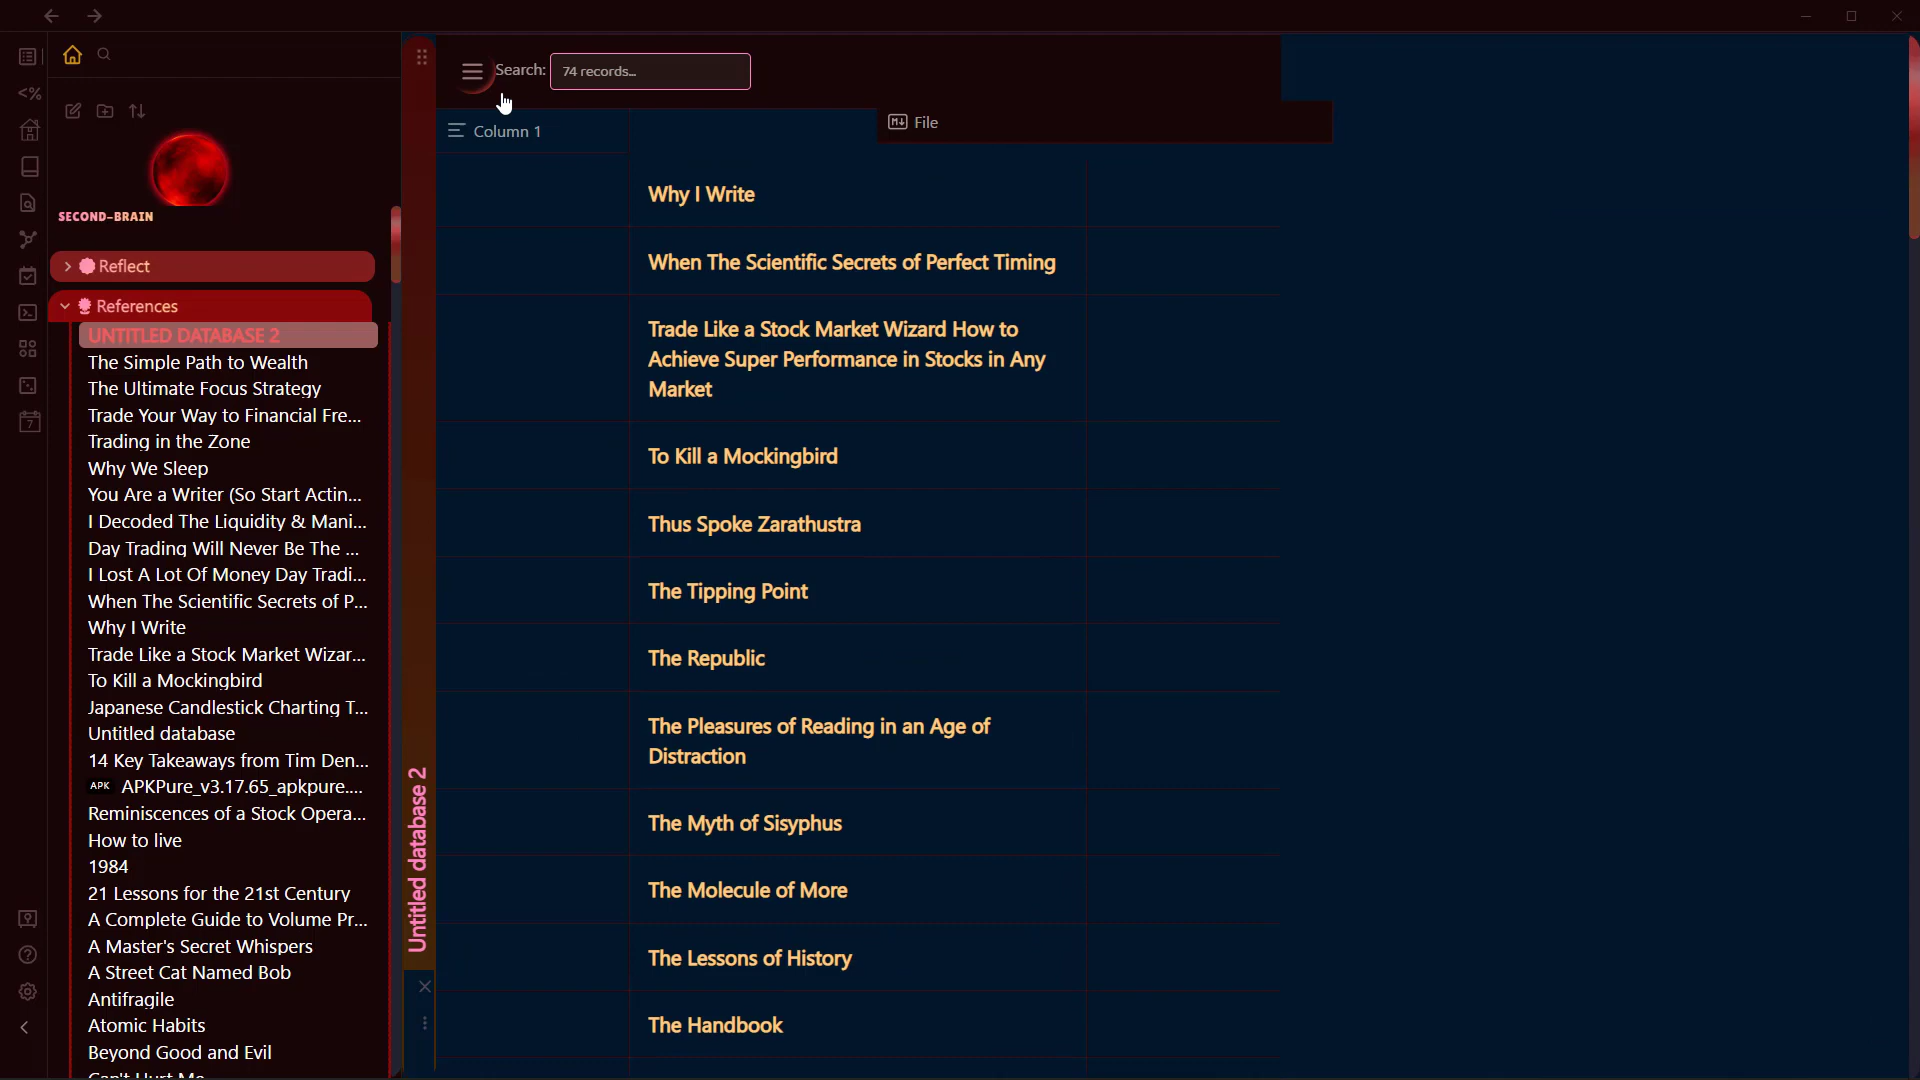 SECOND-BRAIN
Reflect
References
UNTITLED DATABASE 2
The Simple Path to Wealth
The Ultimate Focus Strategy
Trade Your Way to Financial Fre...
Trading in the Zone
Why We Sleep
You Are a Writer (So Start Actin...
I Decoded The Liquidity & Mani...
Day Trading Will Never Be The ...
I Lost A Lot Of Money Day Tradi...
When The Scientific Secrets of P...
Why I Write
Trade Like a Stock Market Wizar...
To Kill a Mockingbird
Japanese Candlestick Charting T...
Untitled database
14 Key Takeaways from Tim Den...
APK APKPure_v3.17.65_apkpure....
Reminiscences of a Stock Opera...
How to live
1984
21 Lessons for the 21st Century
A Complete Guide to Volume Pr...
A Master's Secret Whispers
A Street Cat Named Bob
Antifragile
Atomic Habits
Beyond Good and Evil
Can't Hurt Me
7
Untitled database 2
Search: 74 records...
Column 1
File
Why I Write
When The Scientific Secrets of Perfect Timing
Trade Like a Stock Market Wizard How to
Achieve Super Performance in Stocks in Any
Market
To Kill a Mockingbird
Thus Spoke Zarathustra
The Tipping Point
The Republic
The Pleasures of Reading in an Age of
Distraction
The Myth of Sisyphus
The Molecule of More
The Lessons of History
The Handbook